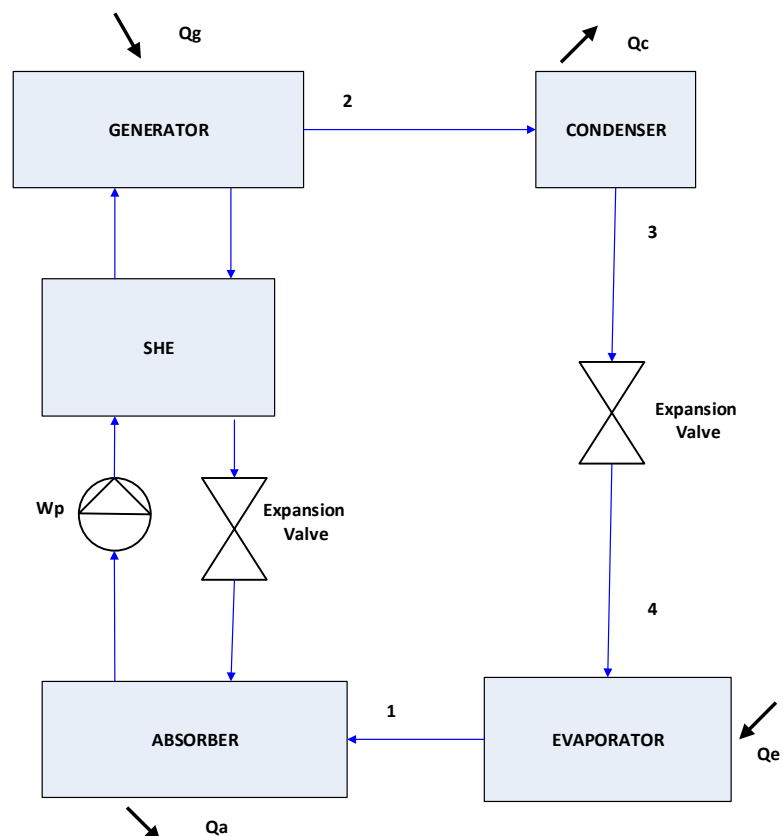 Qg
Qc
GENERATOR
2
CONDENSER
3
SHE
Expansion
Valve
Wp
Expansion
Valve
4
1
ABSORBER
EVAPORATOR
Qe
Qa